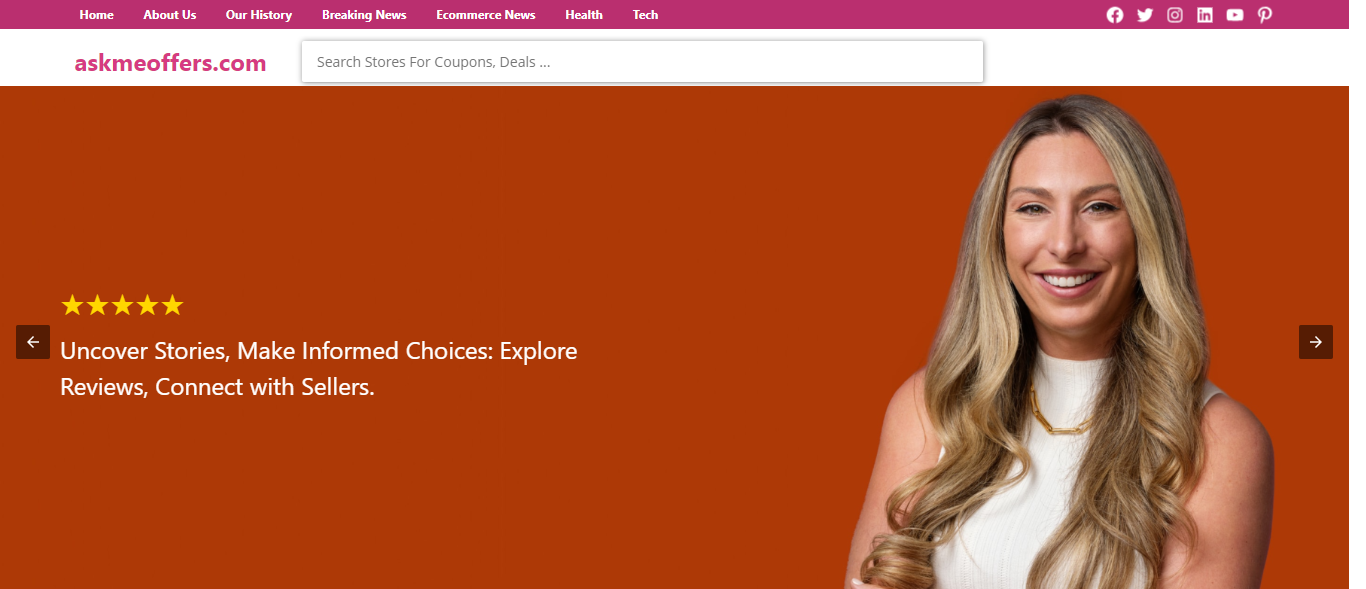 Home About Us Our History Breaking News Ecommerce News Health Tech
askmeoffers.com
Search Stores For Coupons, Deals ...
Uncover Stories, Make Informed Choices: Explore
Reviews, Connect with Sellers.